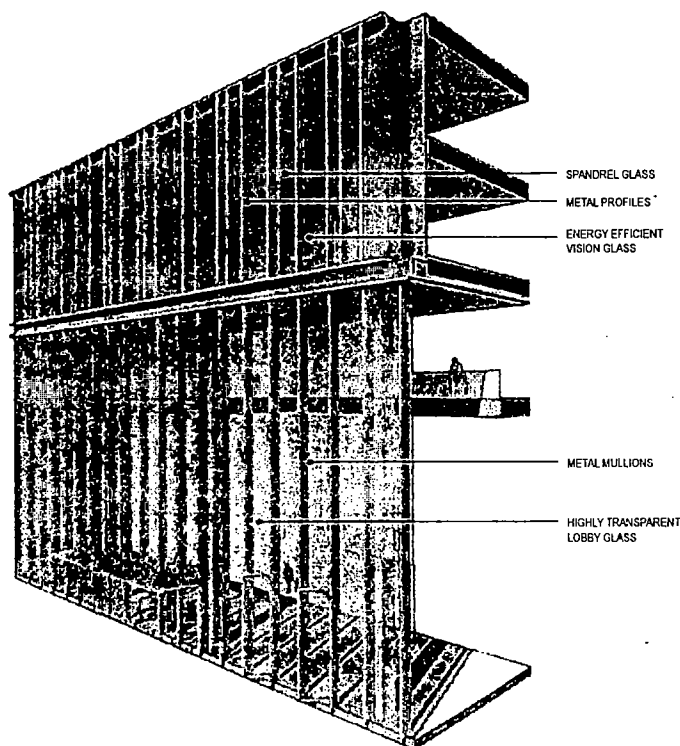 SPANDREL GLASS
METAL PROFILES *
ENERGY EFFICIENT
VISION GLASS
METAL MULLIONS
HIGHLY TRANSPARENT
LOBBY GLASS